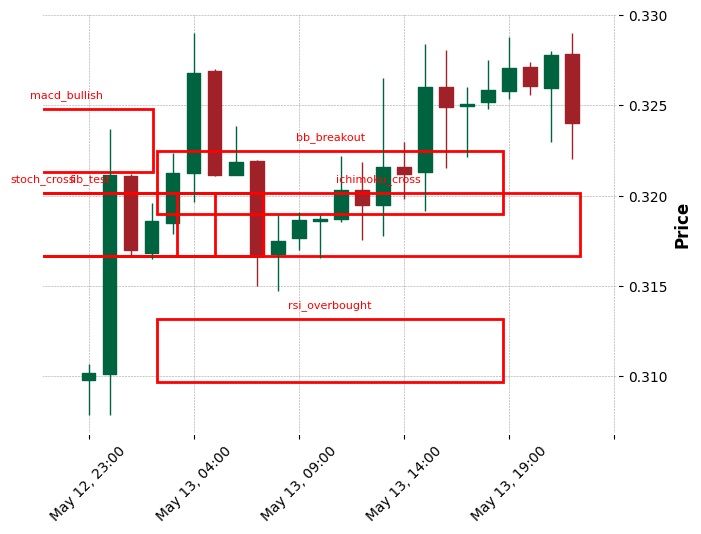 0.330
macd_bullish
0.325
bb_breakout
stoch_cross
fib_test
ichimoku_cross
0.320
Price
0.315
rsi_overbought
0.310
May 12, 23:00
May 13, 04:00
May 13, 09:00
May 13, 14:00
May 13, 19:00